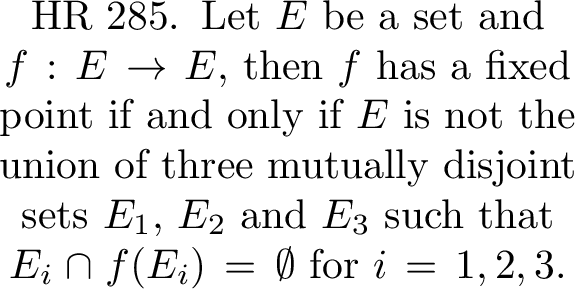 HR 285. Let E be a set and
f : E → E, then f has a fixed
point if and only if E is not the
union of three mutually disjoint
sets E₁, E₂ and E₃ such that
Eᵢ ∩ f(Eᵢ) = ∅ for i = 1, 2, 3.